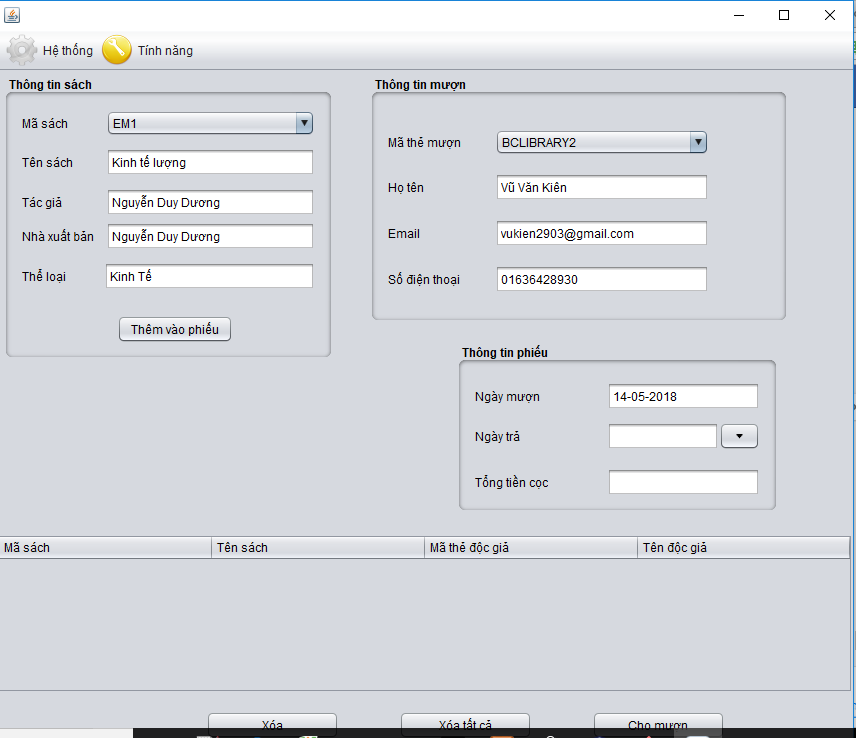 Hệ thống Tính năng
Thông tin sách
Mã sách EM1
Tên sách Kinh tế lượng
Tác giả Nguyễn Duy Dương
Nhà xuất bản Nguyễn Duy Dương
Thể loại Kinh Tế
Thêm vào phiếu
Thông tin mượn
Mã thẻ mượn BCLIBRARY2
Họ tên Vũ Văn Kiên
Email vukien2903@gmail.com
Số điện thoại 01636428930
Thông tin phiếu
Ngày mượn 14-05-2018
Ngày trả
Tổng tiền cọc
Mã sách Tên sách Mã thẻ độc giả Tên độc giả
Xóa Xóa tất cả Cho mượn